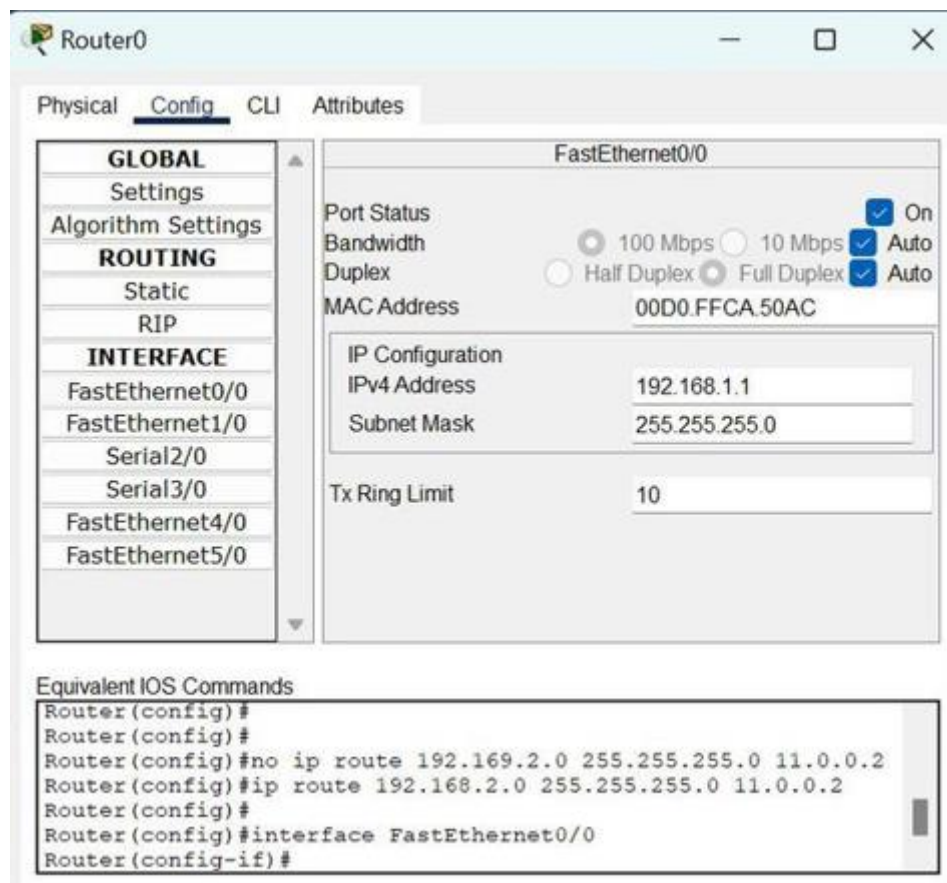 Router0
Physical Config CLI Attributes
GLOBAL
Settings
Algorithm Settings
ROUTING
Static
RIP
INTERFACE
FastEthernet0/0
FastEthernet1/0
Serial2/0
Serial3/0
FastEthernet4/0
FastEthernet5/0
FastEthernet0/0
Port Status On
Bandwidth 100 Mbps 10 Mbps Auto
Duplex Half Duplex Full Duplex Auto
MAC Address 00D0.FFCA.50AC
IP Configuration
IPv4 Address 192.168.1.1
Subnet Mask 255.255.255.0
Tx Ring Limit 10
Equivalent IOS Commands
Router(config)#
Router(config)#
Router(config)#no ip route 192.169.2.0 255.255.255.0 11.0.0.2
Router(config)#ip route 192.168.2.0 255.255.255.0 11.0.0.2
Router(config)#
Router(config)#interface FastEthernet0/0
Router(config-if)#